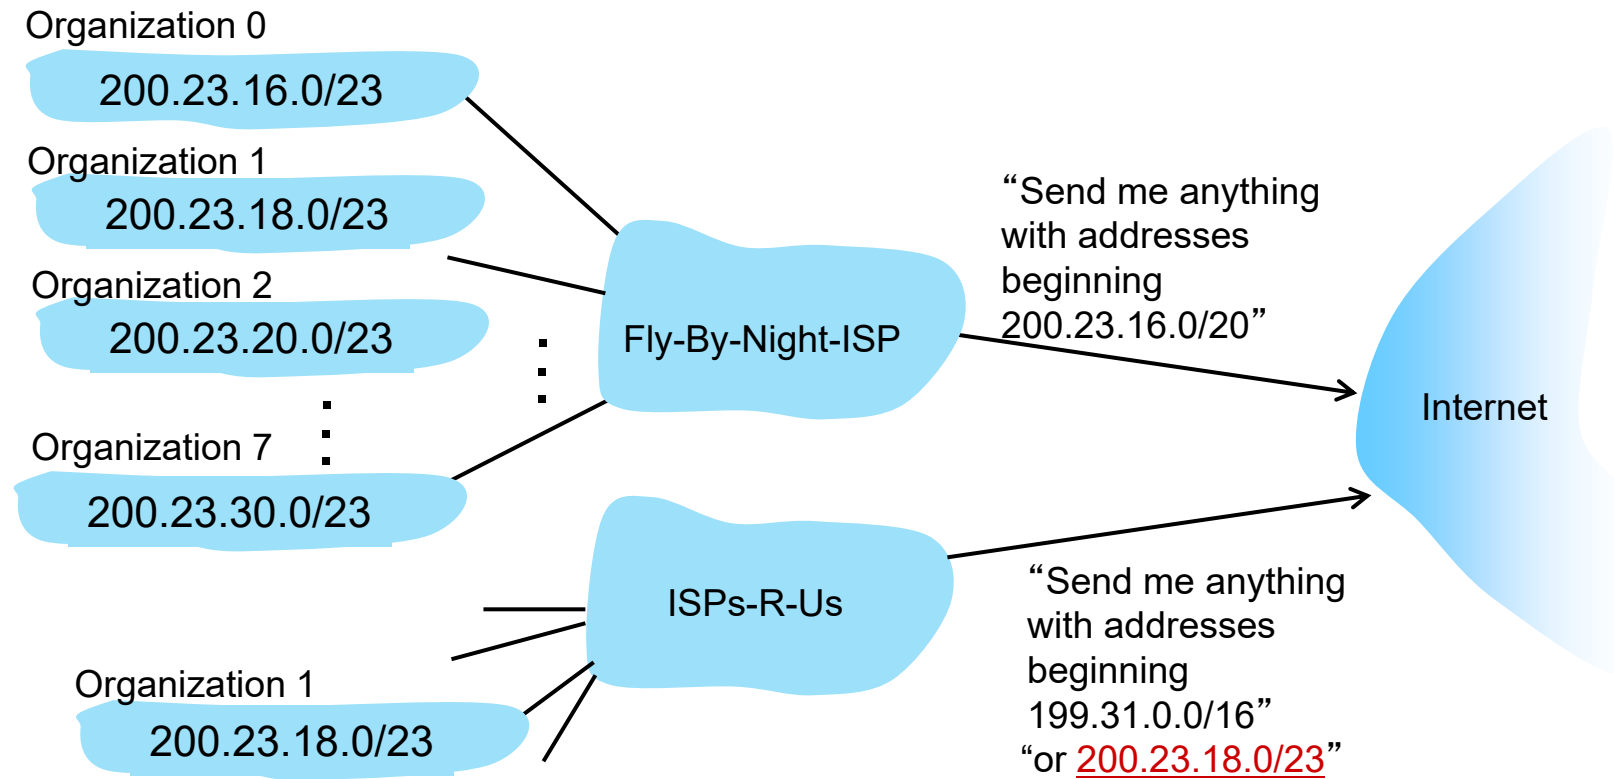 Organization 0
200.23.16.0/23
Organization 1
200.23.18.0/23
Organization 2
200.23.20.0/23
Organization 7
200.23.30.0/23
Fly-By-Night-ISP
“Send me anything
with addresses
beginning
200.23.16.0/20”
Internet
ISPs-R-Us
Organization 1
200.23.18.0/23
“Send me anything
with addresses
beginning
199.31.0.0/16”
“or 200.23.18.0/23”